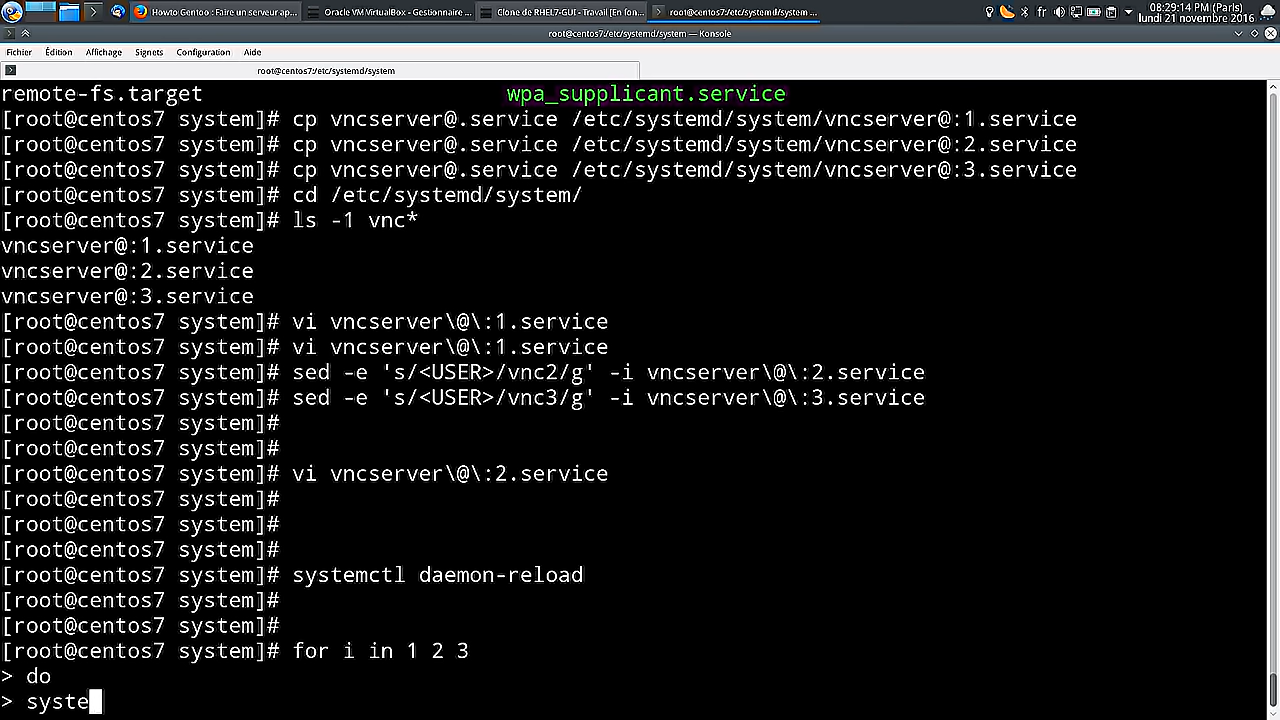 Howto Gentoo : Faire un serveur ap...
Oracle VM VirtualBox - Gestionnaire ...
Clone de RHEL7-GUI - Travail [En fon...
root@centos7:/etc/systemd/system ...
fr
08:29:14 PM (Paris)
lundi 21 novembre 2016
root@centos7:/etc/systemd/system — Konsole
Fichier Édition Affichage Signets Configuration Aide
root@centos7:/etc/systemd/system
remote-fs.target wpa_supplicant.service
[root@centos7 system]# cp vncserver@.service /etc/systemd/system/vncserver@:1.service
[root@centos7 system]# cp vncserver@.service /etc/systemd/system/vncserver@:2.service
[root@centos7 system]# cp vncserver@.service /etc/systemd/system/vncserver@:3.service
[root@centos7 system]# cd /etc/systemd/system/
[root@centos7 system]# ls -1 vnc*
vncserver@:1.service
vncserver@:2.service
vncserver@:3.service
[root@centos7 system]# vi vncserver\@\:1.service
[root@centos7 system]# vi vncserver\@\:1.service
[root@centos7 system]# sed -e 's/<USER>/vnc2/g' -i vncserver\@\:2.service
[root@centos7 system]# sed -e 's/<USER>/vnc3/g' -i vncserver\@\:3.service
[root@centos7 system]#
[root@centos7 system]#
[root@centos7 system]# vi vncserver\@\:2.service
[root@centos7 system]#
[root@centos7 system]#
[root@centos7 system]#
[root@centos7 system]# systemctl daemon-reload
[root@centos7 system]#
[root@centos7 system]#
[root@centos7 system]# for i in 1 2 3
> do
> syste